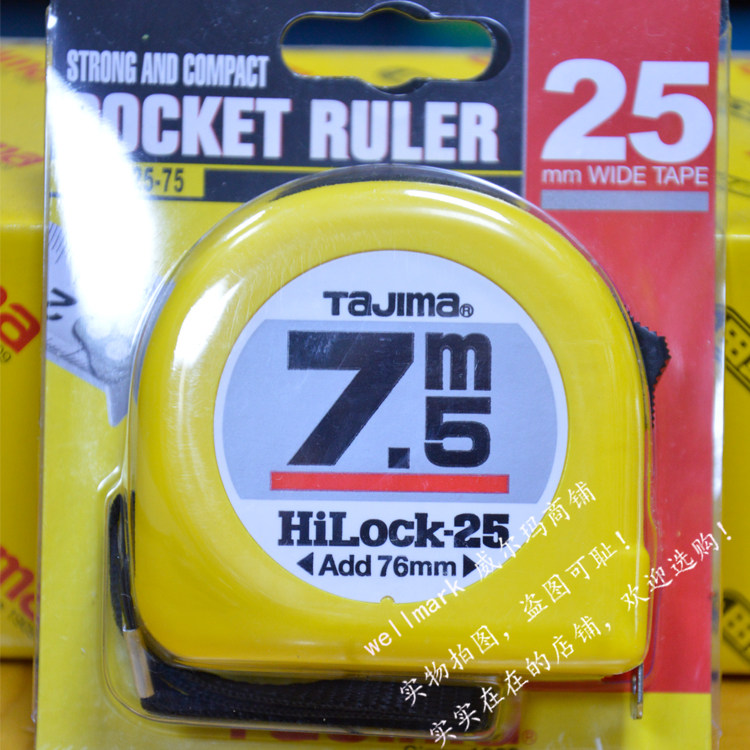 STRONG AND COMPACT
POCKET RULER
25-75
25
mm WIDE TAPE
TaJima®
7.5m
HiLock-25
◀Add 76mm▶
wellmark 威尔玛商铺
实物拍图，盗图可耻！
实实在在的店铺，欢迎选购！